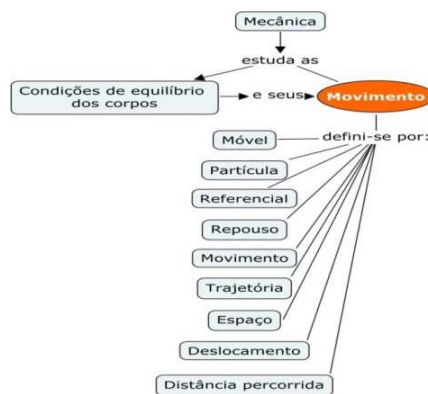 Mecânica
estuda as
Condições de equilíbrio
dos corpos
e seus
Movimento
defini-se por:
Móvel
Partícula
Referencial
Repouso
Movimento
Trajetória
Espaço
Deslocamento
Distância percorrida